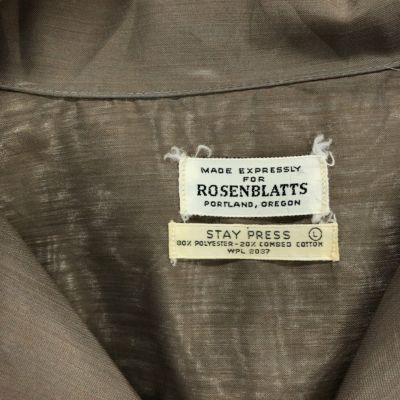 MADE EXPRESSLY
FOR
ROSENBLATTS
PORTLAND, OREGON
STAY PRESS
L
80% POLYESTER - 20% COMBED COTTON
WPL 2037